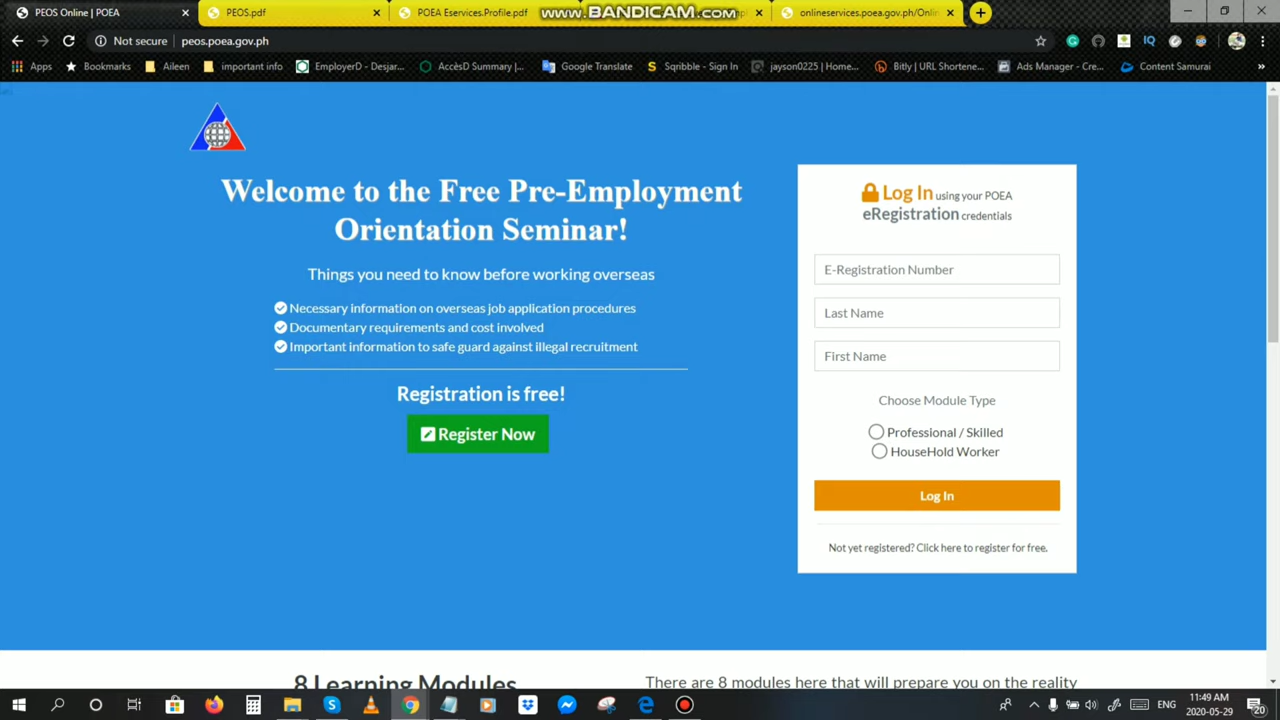 PEOS Online | POEA
PEOS.pdf
POEA Eservices.Profile.pdf
www.BANDICAM.com
onlineservices.poea.gov.ph/Onlin
Not secure
peos.poea.gov.ph
Apps
Bookmarks
Aileen
important info
EmployerD - Desjar...
AccèsD Summary |...
Google Translate
Sqribble - Sign In
jayson0225 | Home...
Bitly | URL Shortene...
Ads Manager - Cre...
Content Samurai
Welcome to the Free Pre-Employment
Orientation Seminar!
Things you need to know before working overseas
Necessary information on overseas job application procedures
Documentary requirements and cost involved
Important information to safe guard against illegal recruitment
Registration is free!
Register Now
Log In using your POEA
eRegistration credentials
E-Registration Number
Last Name
First Name
Choose Module Type
Professional / Skilled
HouseHold Worker
Log In
Not yet registered? Click here to register for free.
8 Learning Modules
There are 8 modules here that will prepare you on the reality
ENG
11:49 AM
2020-05-29
20